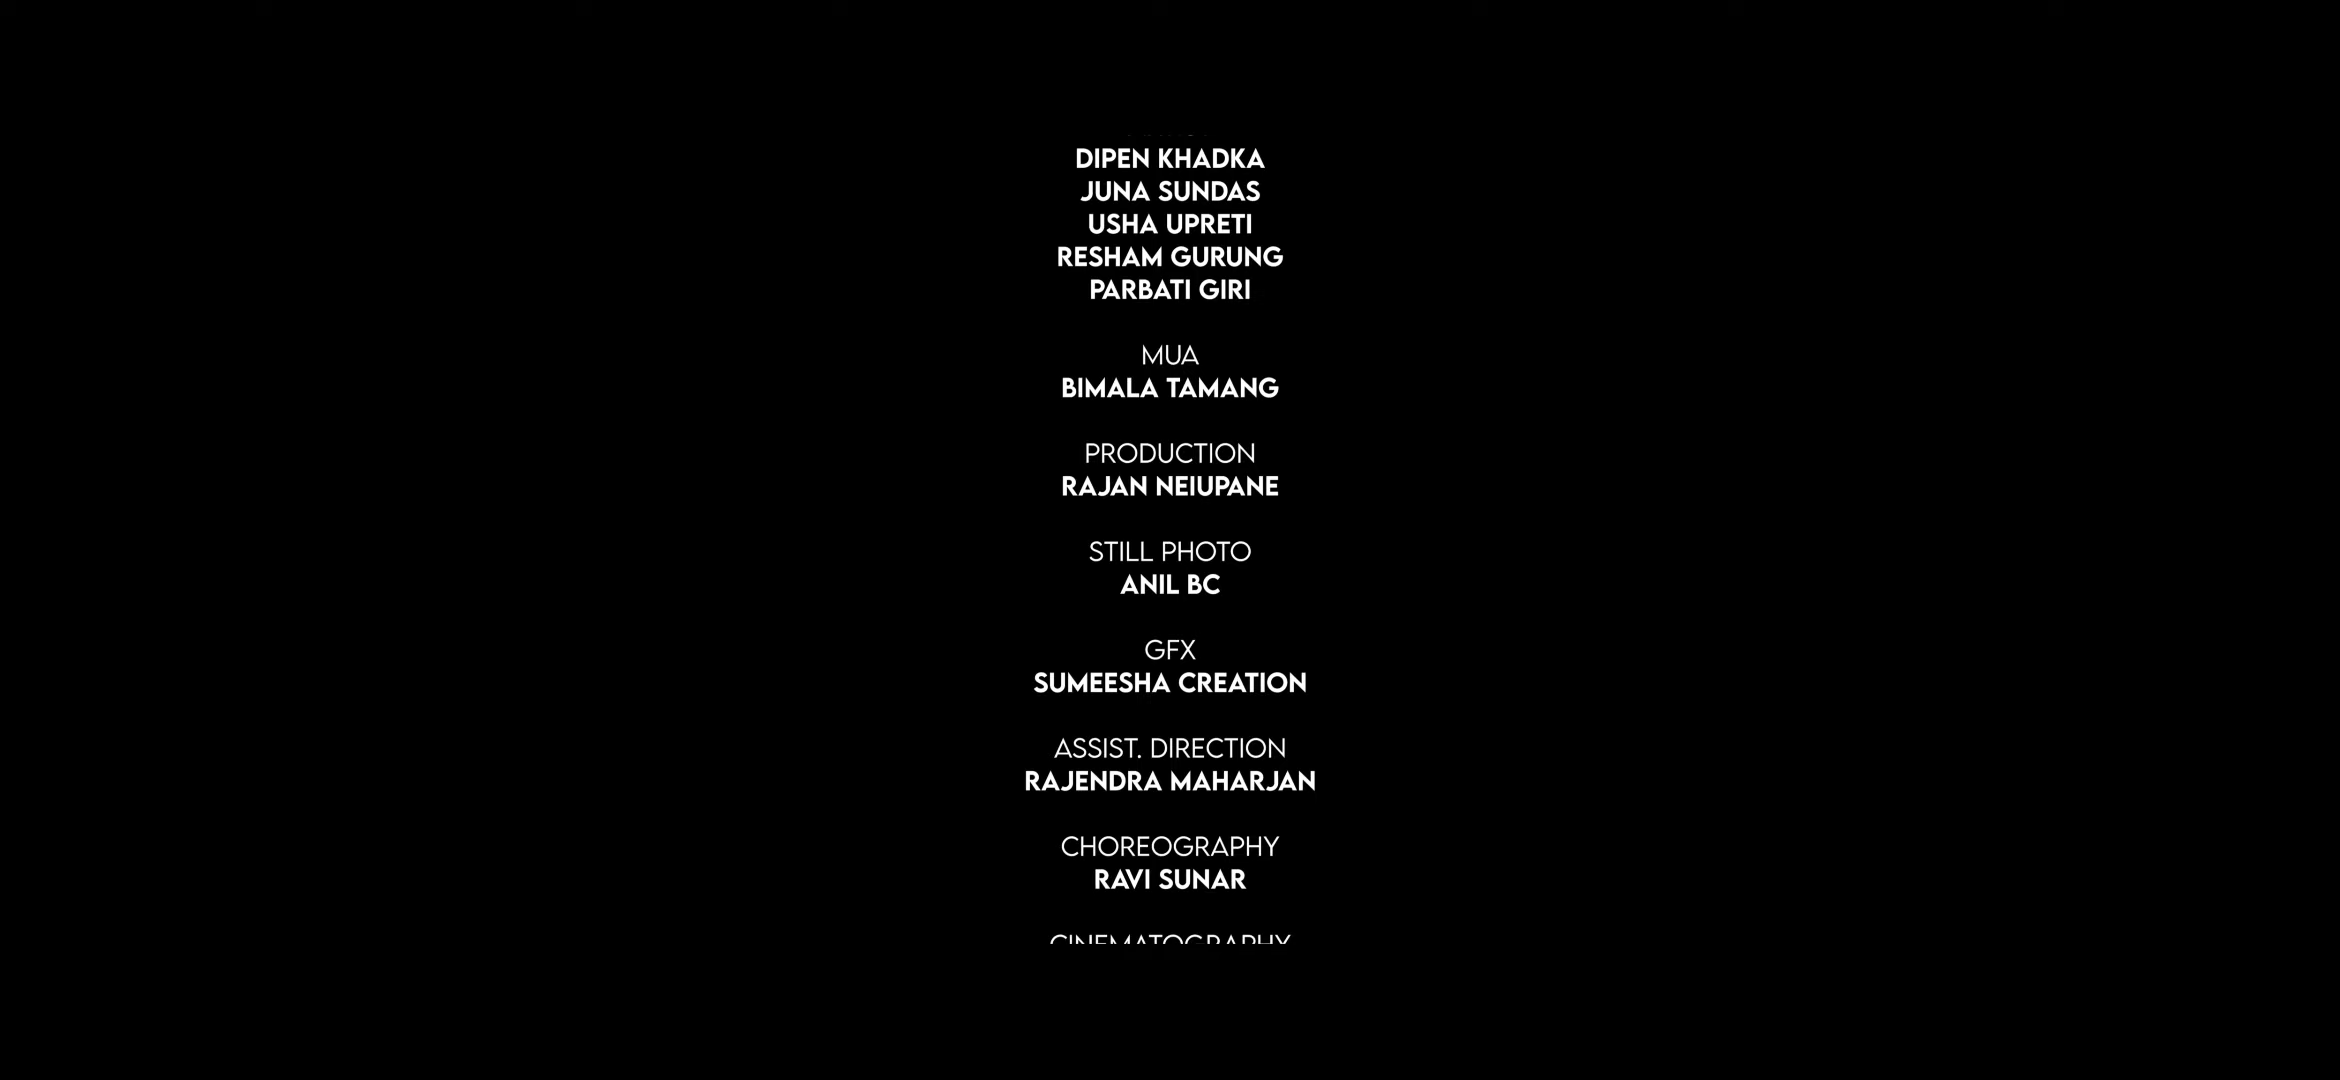 DIPEN KHADKA
JUNA SUNDAS
USHA UPRETI
RESHAM GURUNG
PARBATI GIRI
MUA
BIMALA TAMANG
PRODUCTION
RAJAN NEIUPANE
STILL PHOTO
ANIL BC
GFX
SUMEESHA CREATION
ASSIST. DIRECTION
RAJENDRA MAHARJAN
CHOREOGRAPHY
RAVI SUNAR
CINEMATOGRAPHY